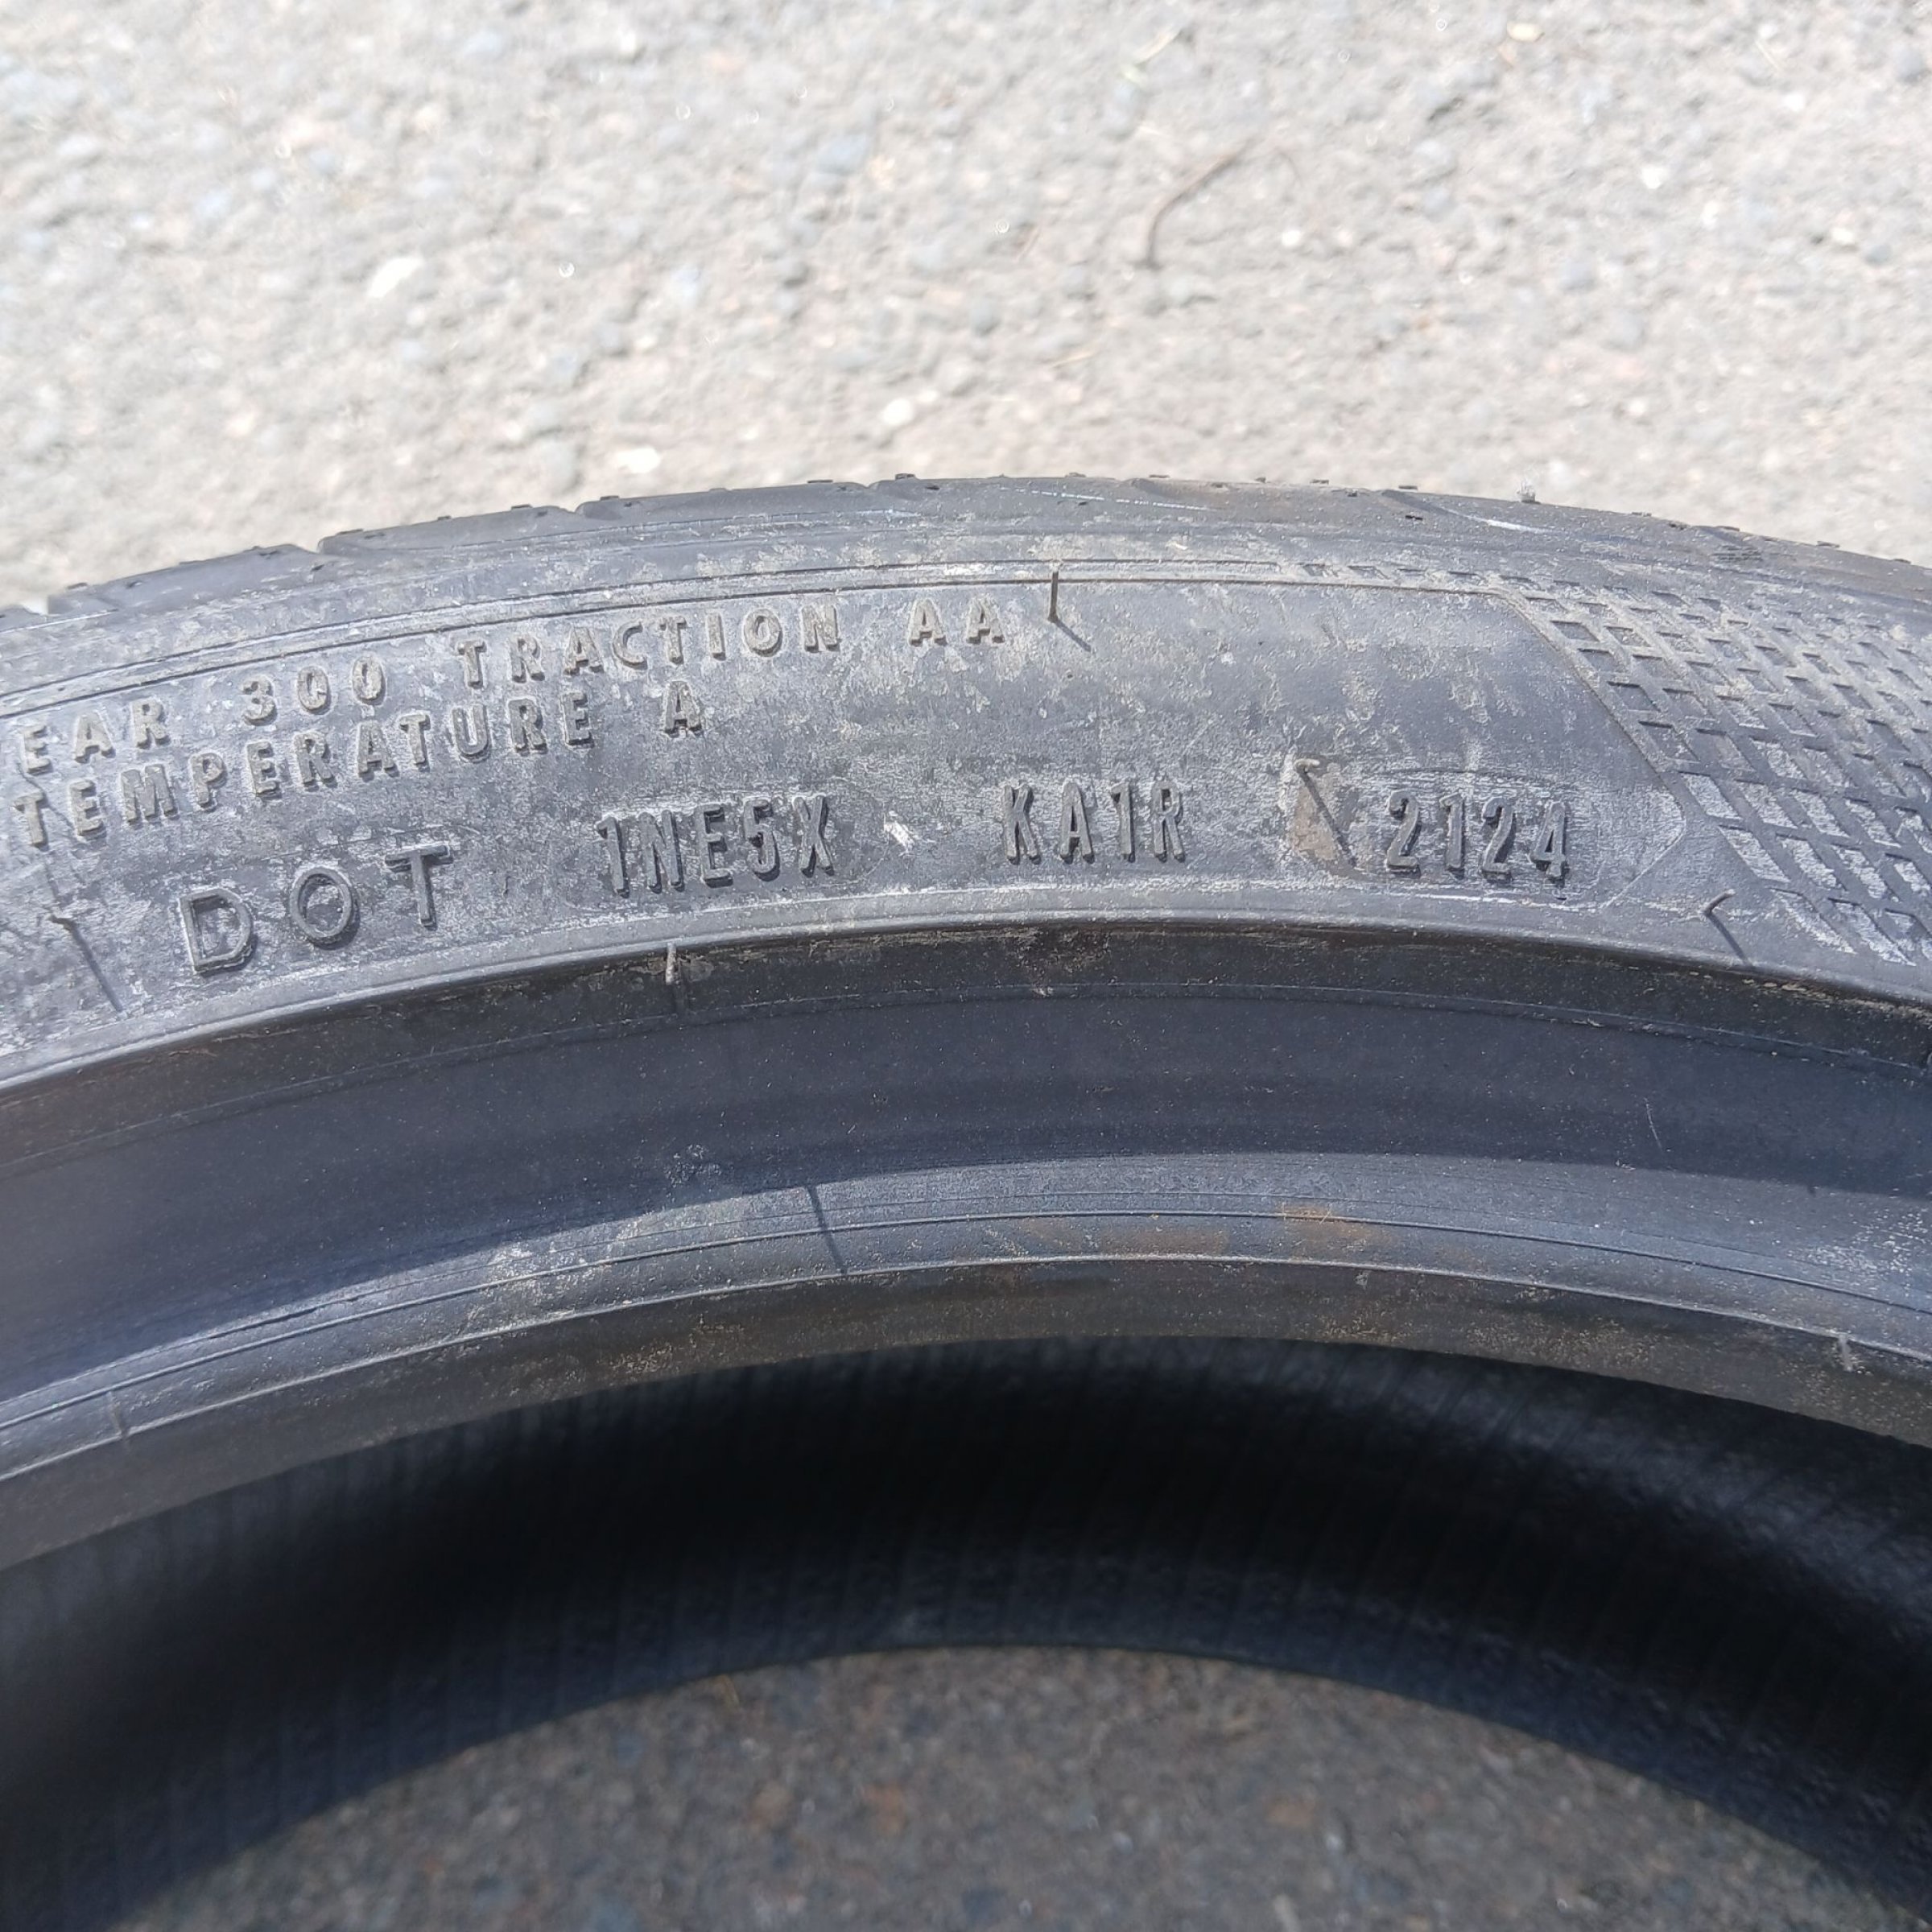 EAR 300 TRACTION AA
TEMPERATURE A
DOT 1NE5X KA1R 2124